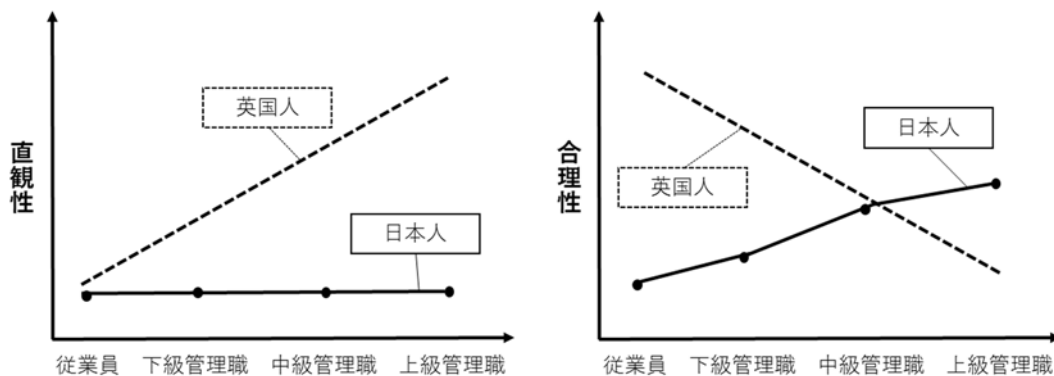 直観性
英国人
日本人
従業員 下級管理職 中級管理職 上級管理職
合理性
日本人
英国人
従業員 下級管理職 中級管理職 上級管理職